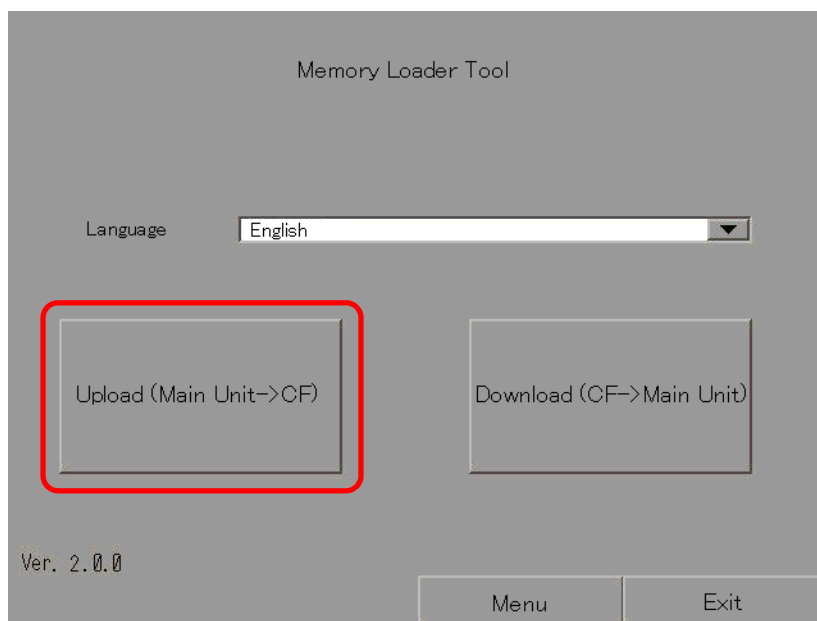 Memory Loader Tool
Language English
Upload (Main Unit->CF) Download (CF->Main Unit)
Ver. 2.0.0
Menu Exit